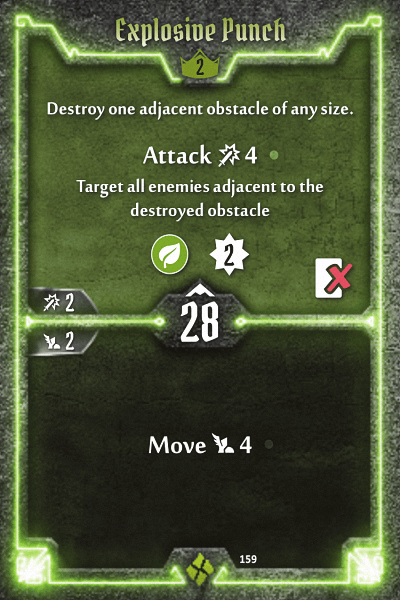 Explosive Punch
2
Destroy one adjacent obstacle of any size.
Attack 4
Target all enemies adjacent to the
destroyed obstacle
2
2
28
2
Move 4
159